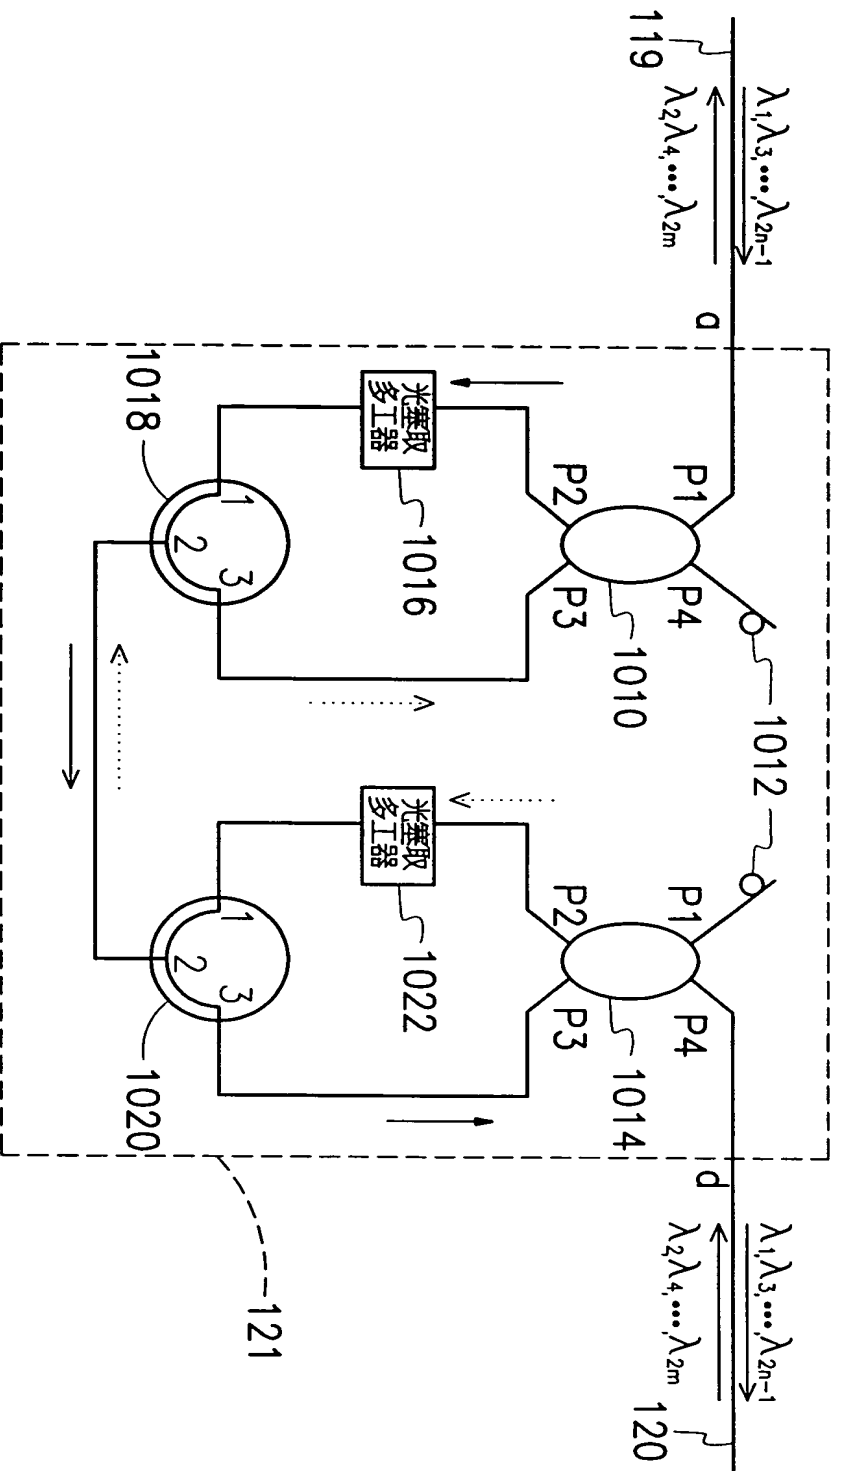 119
λ₁,λ₃,•••,λ₂ₙ₋₁
λ₂,λ₄,•••,λ₂ₘ
a
P1
P4
P2
P3
1010
1012
光塞取
多工器
1016
1
2
3
1018
P1
P4
P2
P3
1014
光塞取
多工器
1022
1
2
3
1020
d
λ₁,λ₃,•••,λ₂ₙ₋₁
λ₂,λ₄,•••,λ₂ₘ
120
121